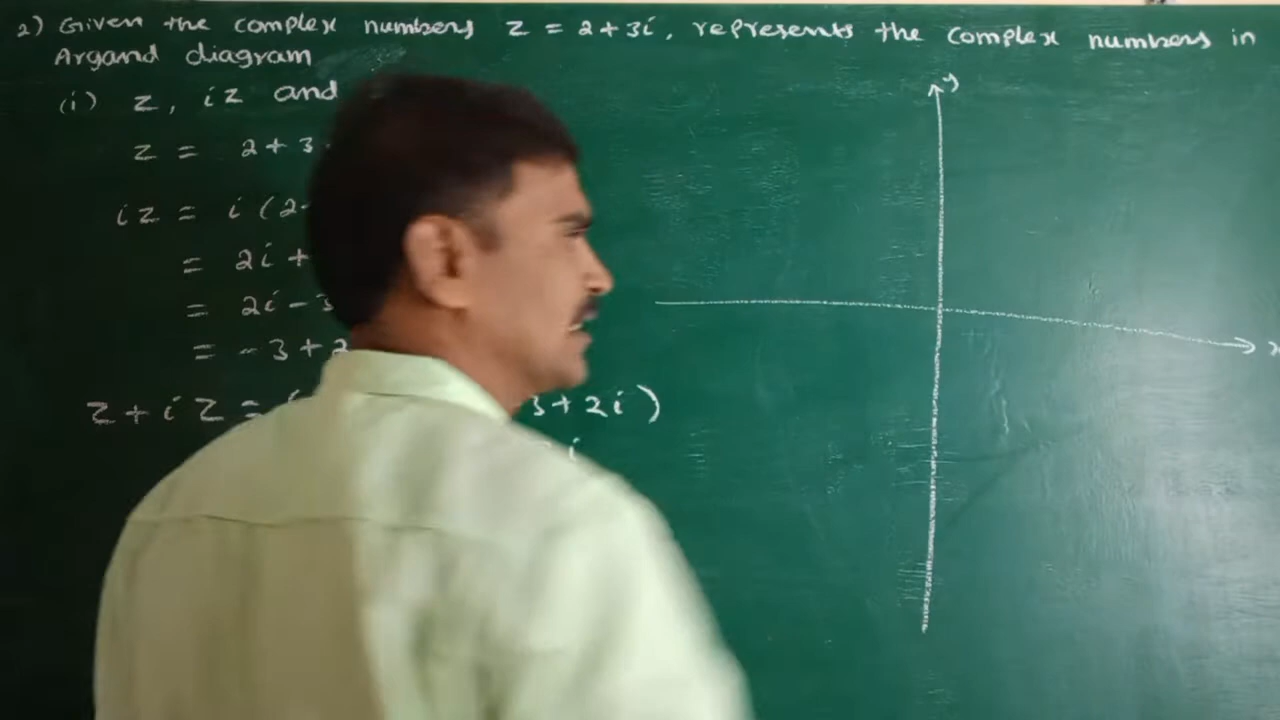 2) Given the complex numbers z = 2+3i, represents the complex numbers in
Argand diagram
(i) z, iz and
z = 2+3
iz = i(2
= 2i+
= 2i-3
= -3+2
z+iz = 3+2i)
i
y
x